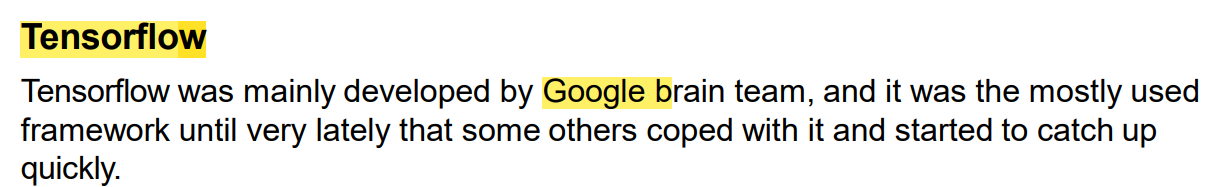 Tensorflow
Tensorflow was mainly developed by Google brain team, and it was the mostly used
framework until very lately that some others coped with it and started to catch up
quickly.